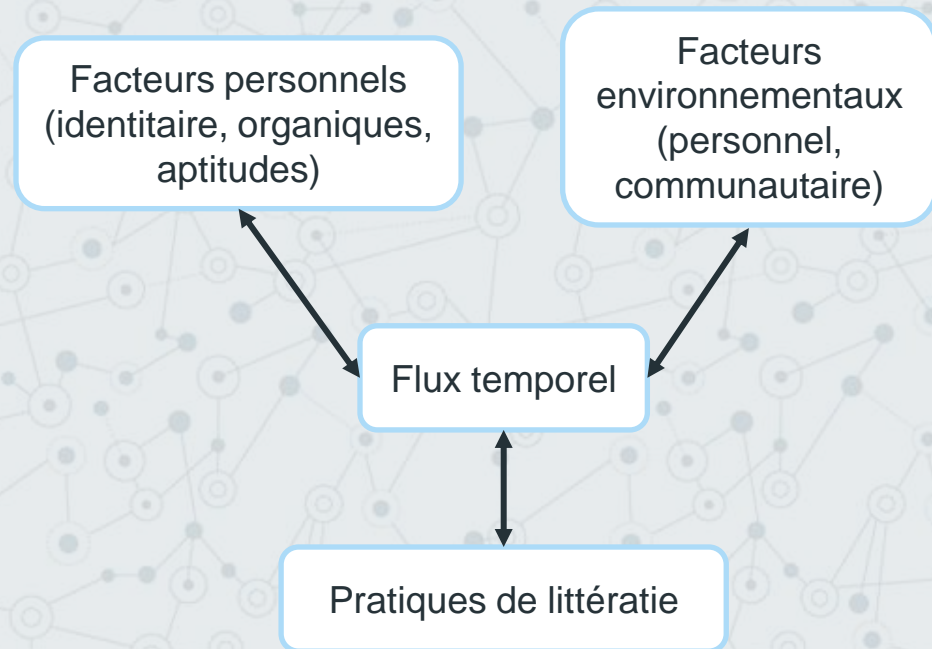 Facteurs personnels
(identitaire, organiques,
aptitudes)
Facteurs
environnementaux
(personnel,
communautaire)
Flux temporel
Pratiques de littératie